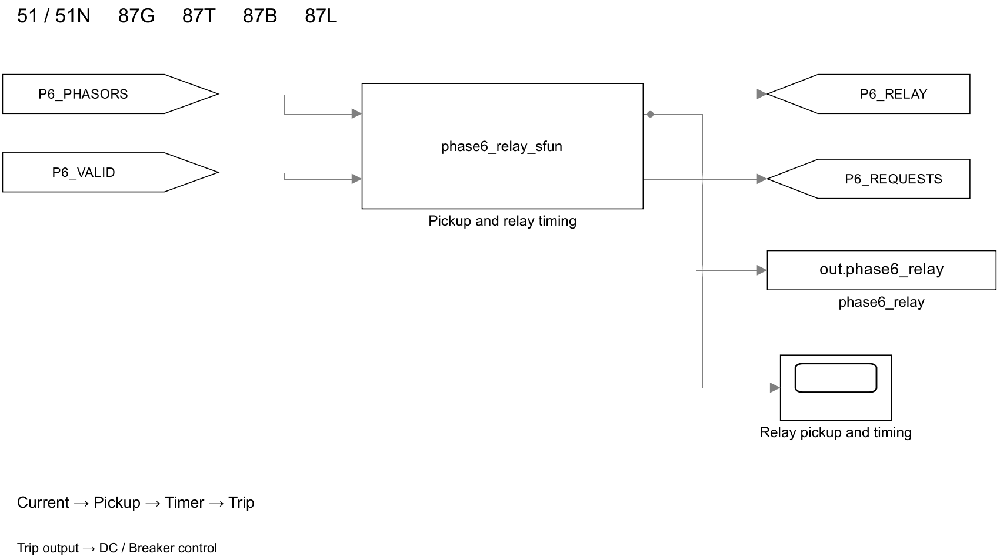 51 / 51N 87G 87T 87B 87L
P6_PHASORS
P6_RELAY
P6_VALID
phase6_relay_sfun
P6_REQUESTS
Pickup and relay timing
out.phase6_relay
phase6_relay
Relay pickup and timing
Current → Pickup → Timer → Trip
Trip output → DC / Breaker control